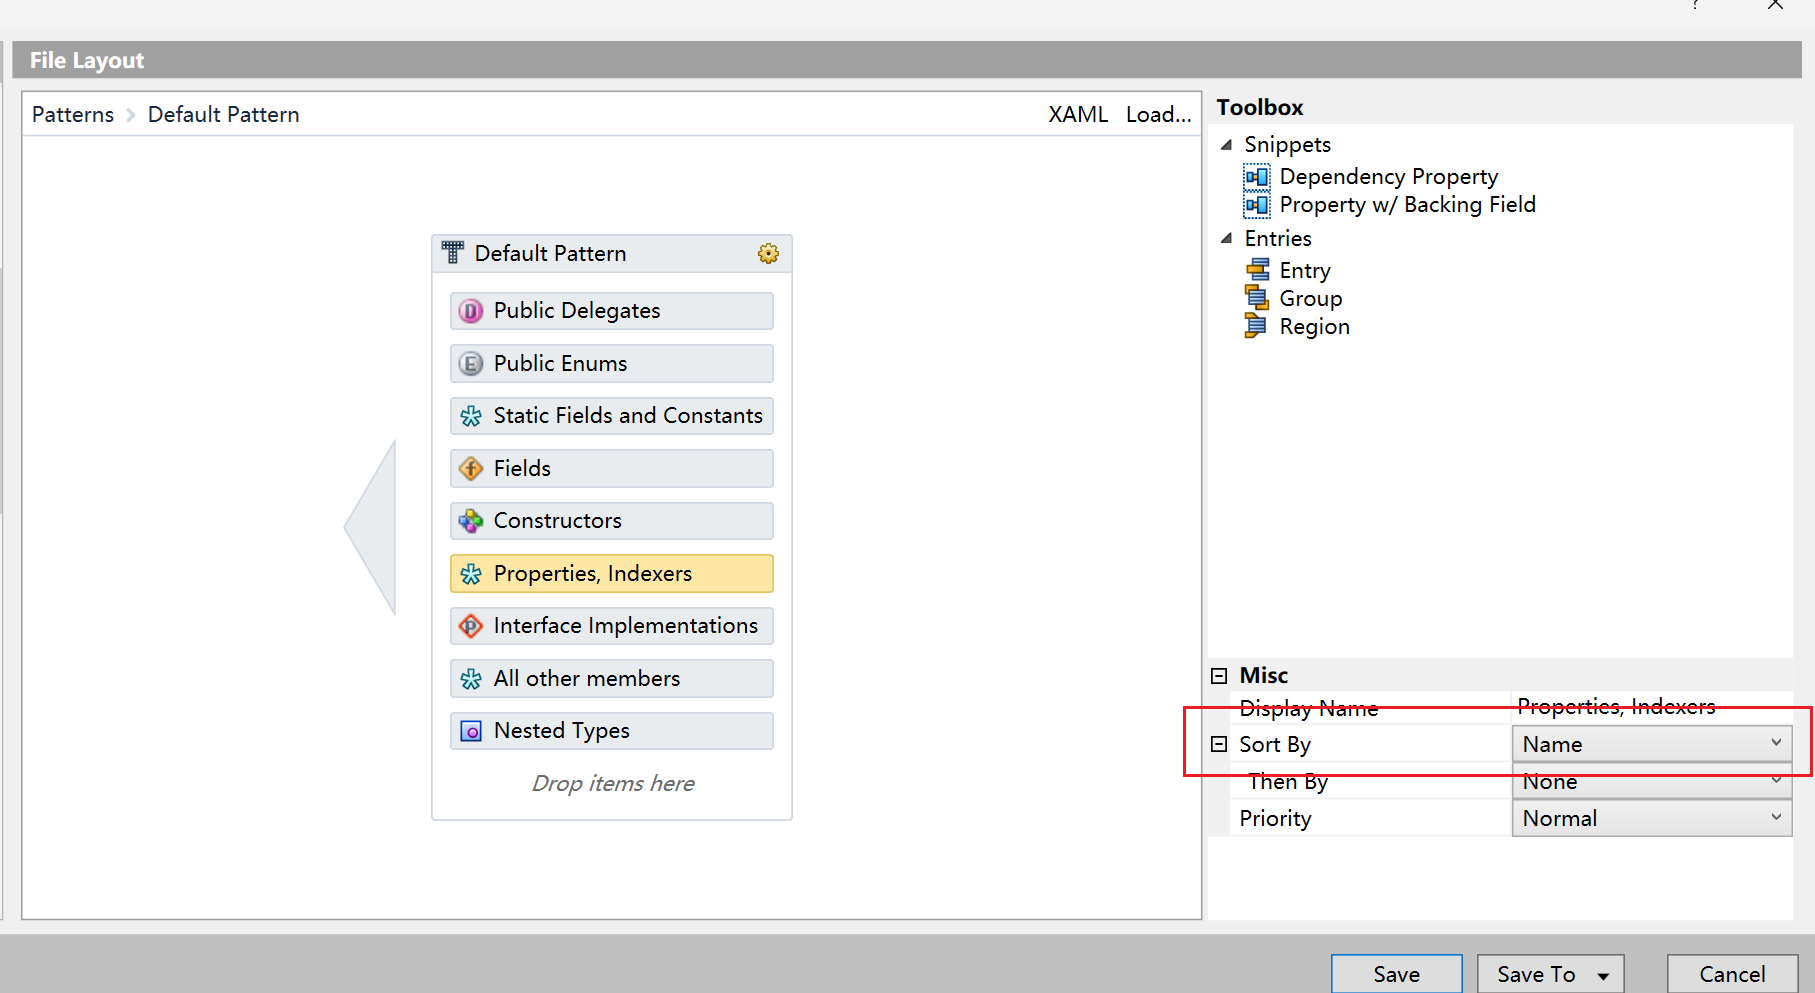 ?
File Layout
Patterns
Default Pattern
XAML Load...
Default Pattern
D Public Delegates
E Public Enums
Static Fields and Constants
f Fields
Constructors
Properties, Indexers
P Interface Implementations
All other members
Nested Types
Drop items here
Toolbox
Snippets
Dependency Property
Property w/ Backing Field
Entries
Entry
Group
Region
Misc
Display Name Properties, Indexers
Sort By Name
Then By None
Priority Normal
Save Save To Cancel